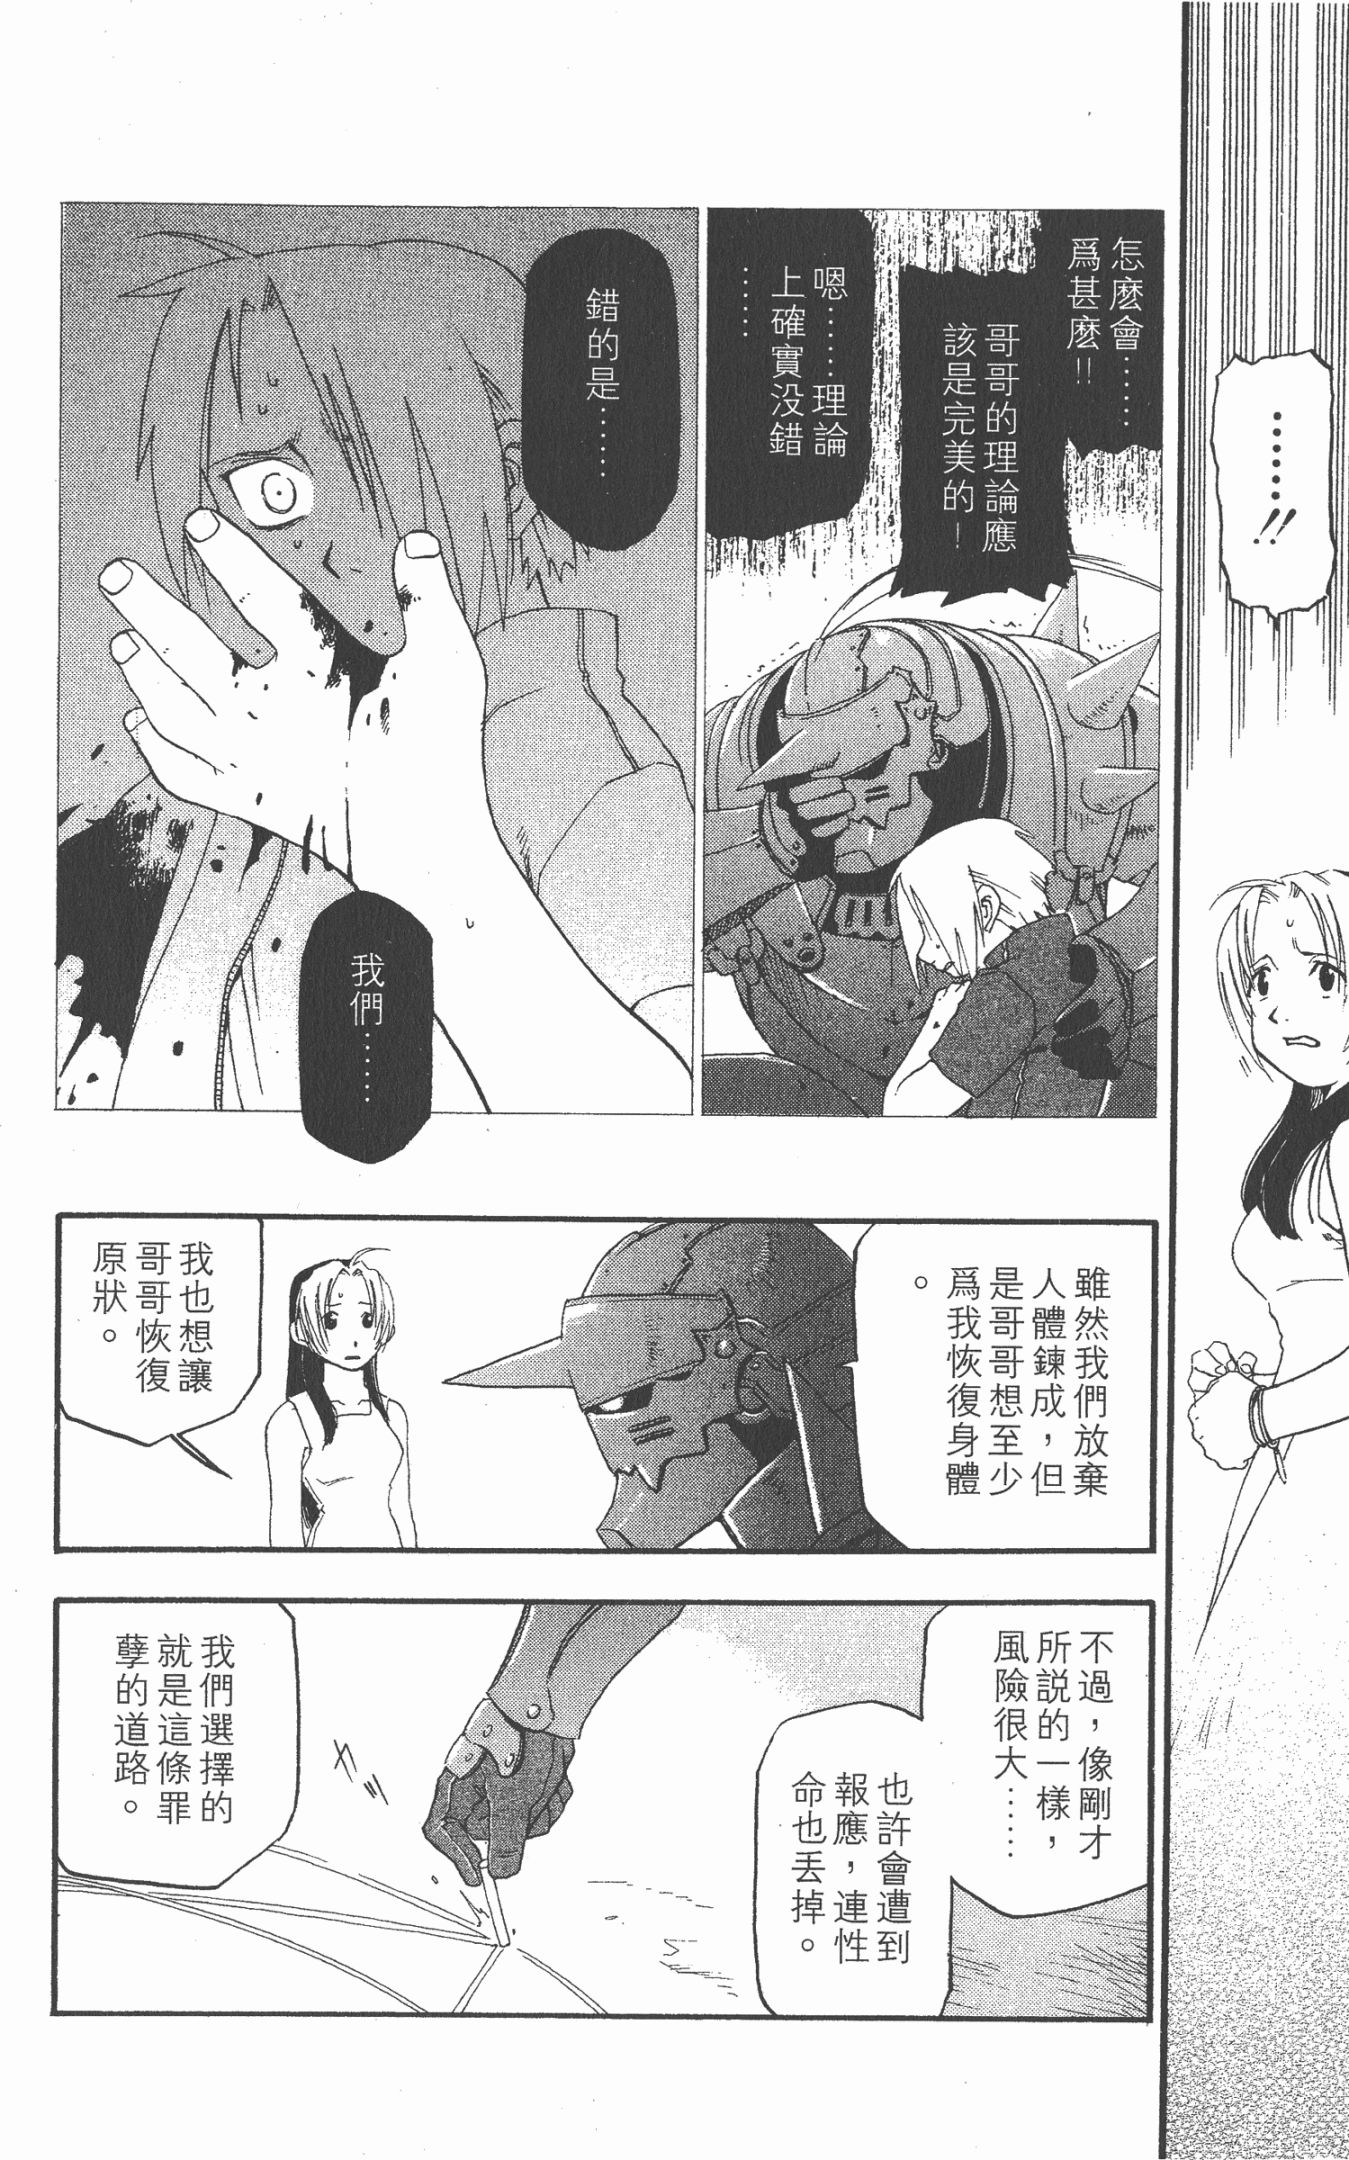 ……!!
怎麼會……
爲甚麼!!
哥哥的理論應
該是完美的！
嗯……理論
上確實没錯
……
錯的是……
我們……
雖然我們放棄
人體鍊成，但
是哥哥想至少
爲我恢復身體
。
我也想讓
哥哥恢復
原狀。
不過，像剛才
所説的一樣，
風險很大……
也許會遭到
報應，連性
命也丢掉。
我們選擇的
就是這條罪
孽的道路。